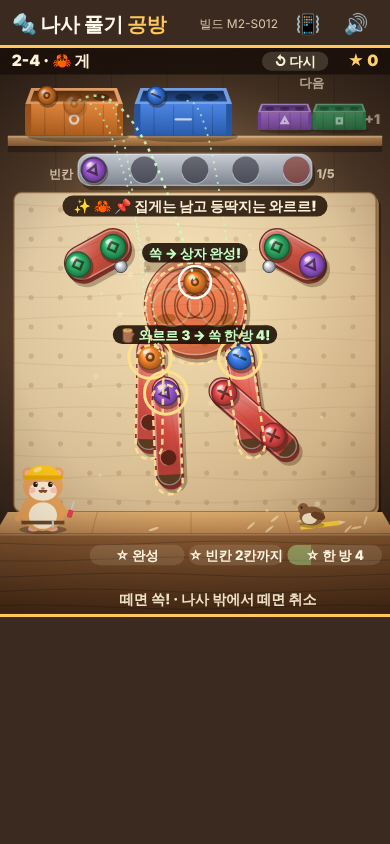 나사 풀기 공방
빌드 M2-S012
2-4 · 게
다시
★ 0
다음
+1
빈칸
1/5
집게는 남고 등딱지는 와르르!
쏙 → 상자 완성!
와르르 3 → 쏙 한 방 4!
☆ 완성
☆ 빈칸 2칸까지
☆ 한 방 4
떼면 쏙! · 나사 밖에서 떼면 취소